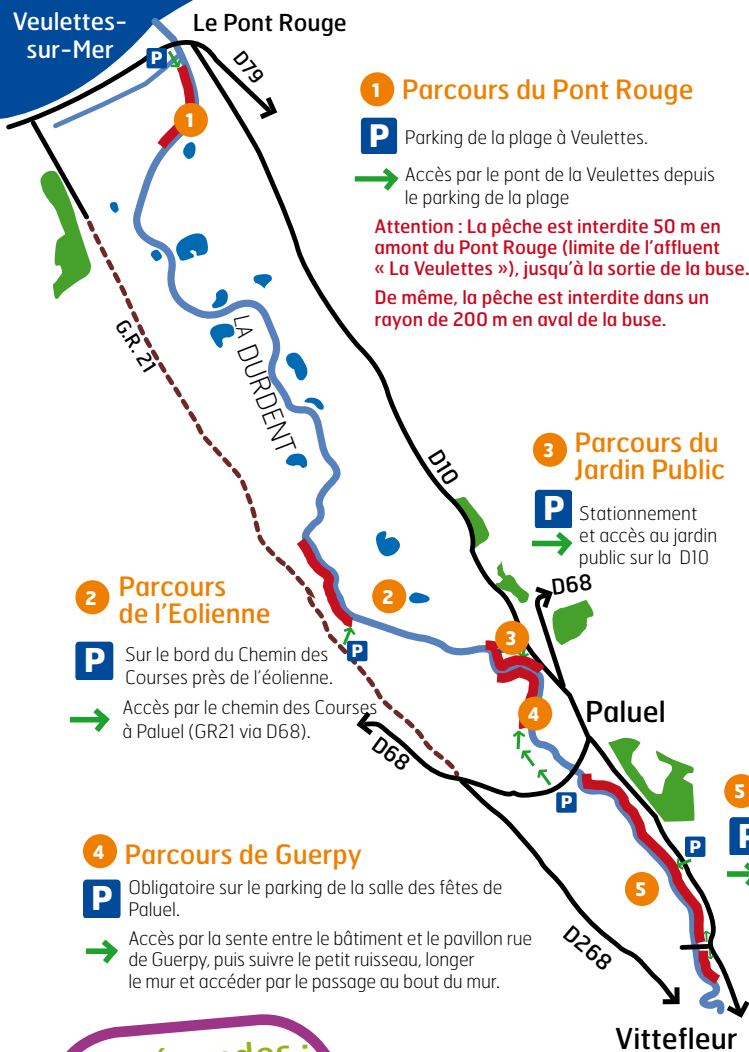 Veulettes-
sur-Mer
Le Pont Rouge
P
D79
1
1 Parcours du Pont Rouge
P Parking de la plage à Veulettes.
Accès par le pont de la Veulettes depuis
le parking de la plage
Attention : La pêche est interdite 50 m en
amont du Pont Rouge (limite de l'affluent
« La Veulettes »), jusqu'à la sortie de la buse.
De même, la pêche est interdite dans un
rayon de 200 m en aval de la buse.
G.R. 21
LA DURDENT
D10
3 Parcours du
Jardin Public
P Stationnement
et accès au jardin
public sur la D10
D68
2 Parcours
de l'Eolienne
P Sur le bord du Chemin des
Courses près de l'éolienne.
Accès par le chemin des Courses
à Paluel (GR21 via D68).
2
P
3
4
Paluel
D68
P
5
P
P
5
4 Parcours de Guerpy
P Obligatoire sur le parking de la salle des fêtes de
Paluel.
Accès par la sente entre le bâtiment et le pavillon rue
de Guerpy, puis suivre le petit ruisseau, longer
le mur et accéder par le passage au bout du mur.
D268
Vittefleur